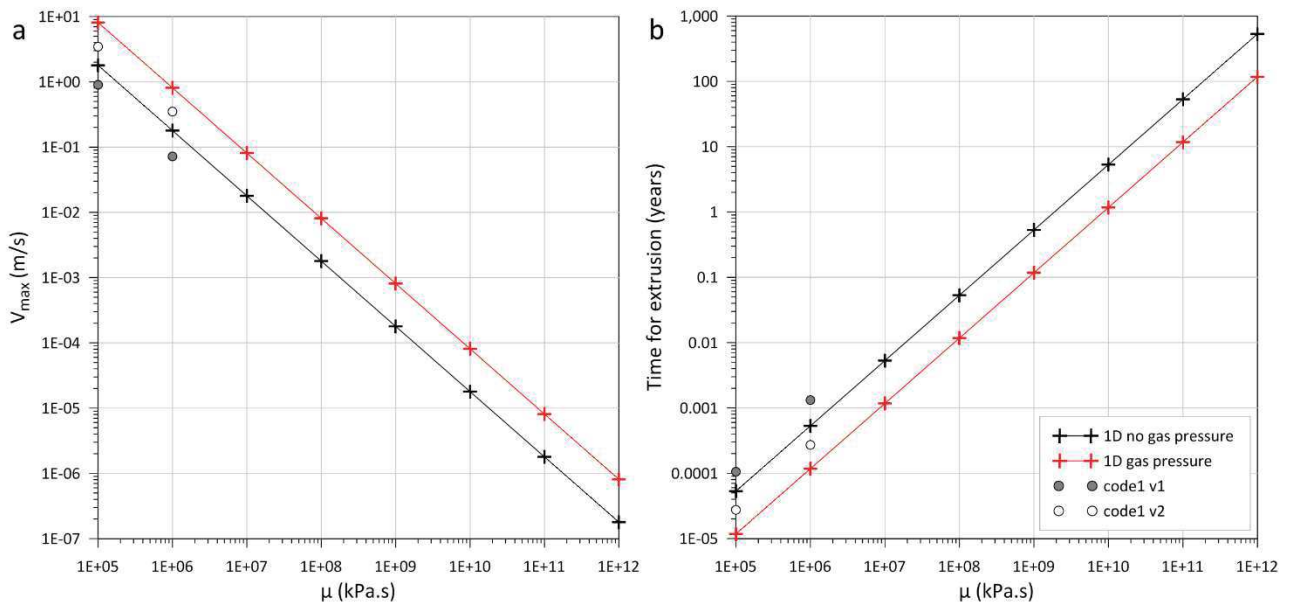 a
1E+01
1E+00
1E-01
1E-02
1E-03
1E-04
1E-05
1E-06
1E-07
Vmax (m/s)
1E+05 1E+06 1E+07 1E+08 1E+09 1E+10 1E+11 1E+12
μ (kPa.s)
b
1,000
100
10
1
0.1
0.01
0.001
0.0001
1E-05
Time for extrusion (years)
1E+05 1E+06 1E+07 1E+08 1E+09 1E+10 1E+11 1E+12
μ (kPa.s)
1D no gas pressure
1D gas pressure
code1 v1
code1 v2